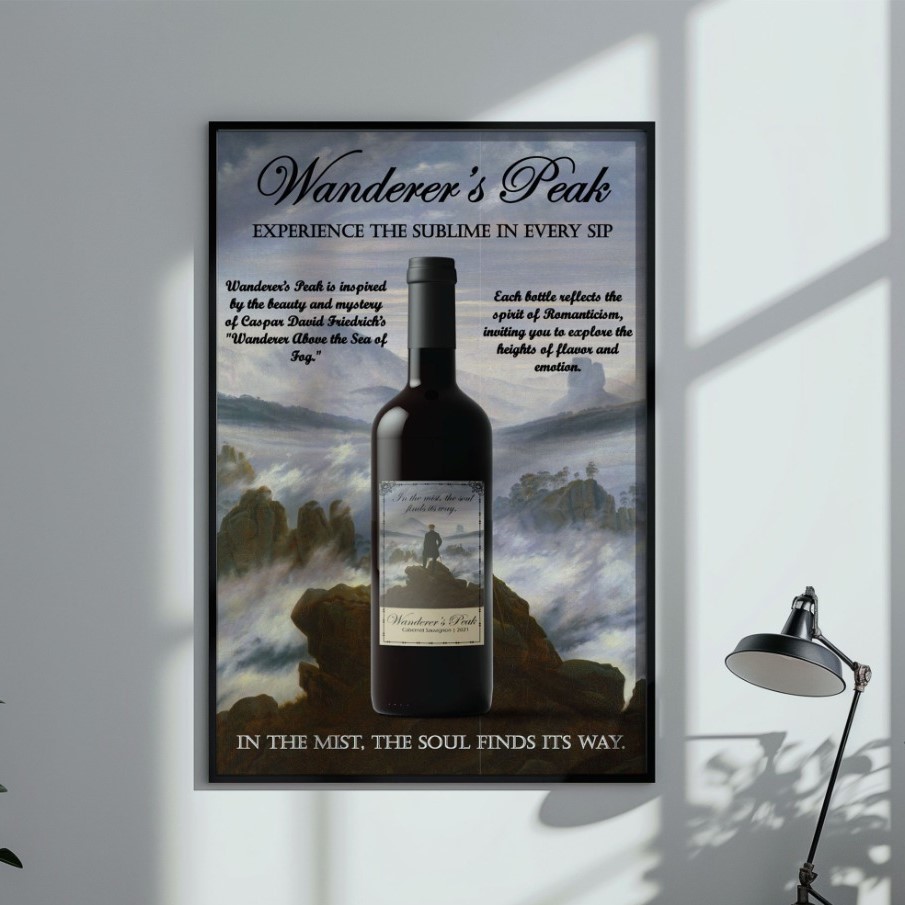 Wanderer's Peak
EXPERIENCE THE SUBLIME IN EVERY SIP
Wanderer's Peak is inspired
by the beauty and mystery
of Caspar David Friedrich's
"Wanderer Above the Sea of
Fog."
Each bottle reflects the
spirit of Romanticism,
inviting you to explore the
heights of flavor and
emotion.
In the mist, the soul
finds its way.
Wanderer's Peak
Cabernet Sauvignon | 2021
IN THE MIST, THE SOUL FINDS ITS WAY.